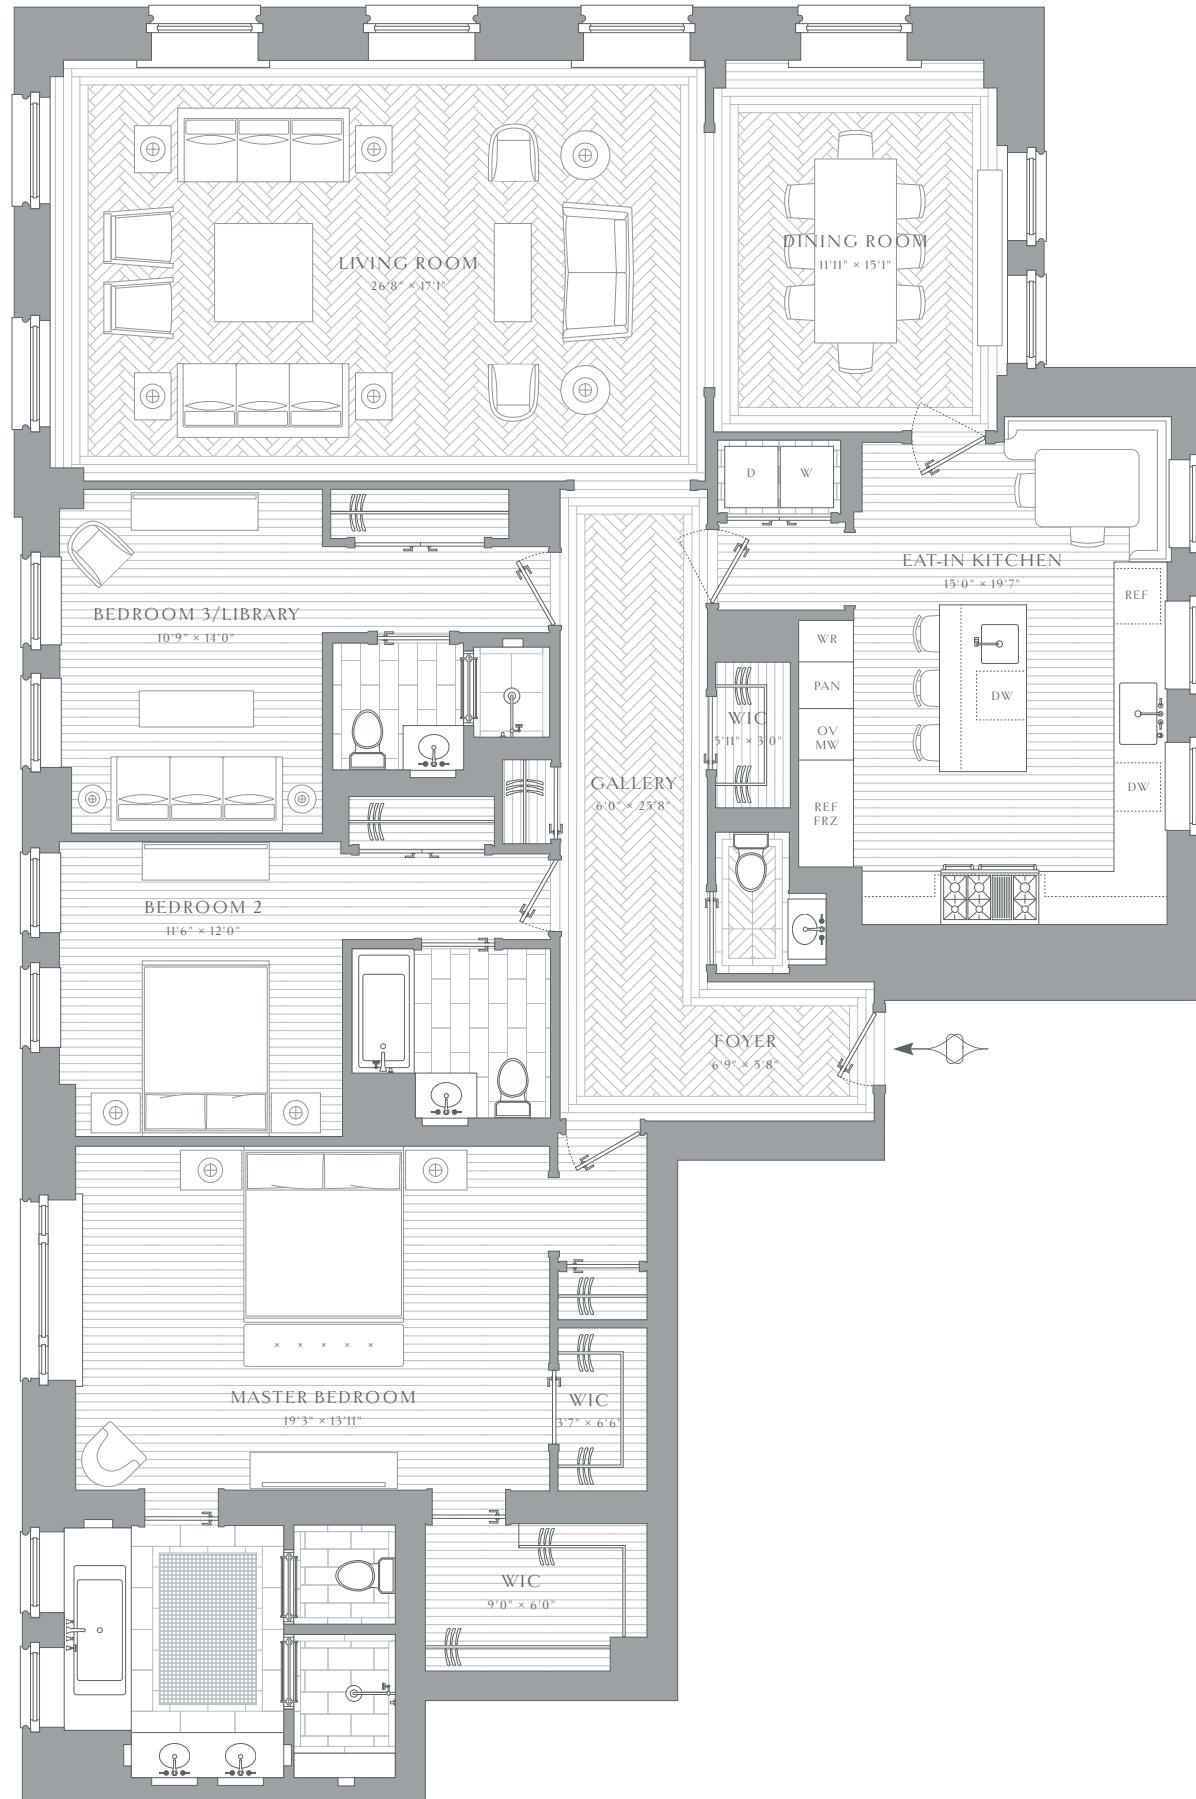 LIVING ROOM
26'8" × 17'1"
DINING ROOM
11'11" × 15'1"
D
W
EAT-IN KITCHEN
15'0" × 19'7"
REF
BEDROOM 3/LIBRARY
10'9" × 14'0"
WR
PAN
DW
OV
MW
WIC
5'11" × 3'0"
GALLERY
6'0" × 25'8"
DW
REF
FRZ
BEDROOM 2
11'6" × 12'0"
FOYER
6'9" × 5'8"
MASTER BEDROOM
19'3" × 13'11"
WIC
3'7" × 6'6"
WIC
9'0" × 6'0"